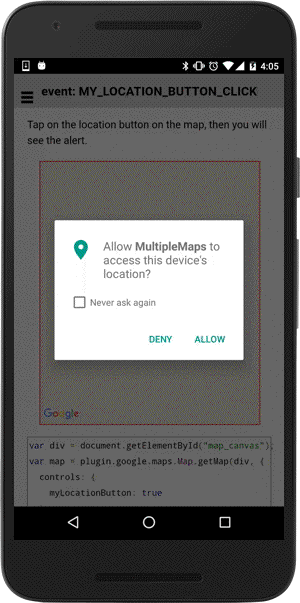 4:05
event: MY_LOCATION_BUTTON_CLICK
Tap on the location button on the map, then you will
see the alert.
Allow MultipleMaps to
access this device's
location?
Never ask again
DENY ALLOW
Google
var div = document.getElementById("map_canvas");
var map = plugin.google.maps.Map.getMap(div, {
controls: {
myLocationButton: true